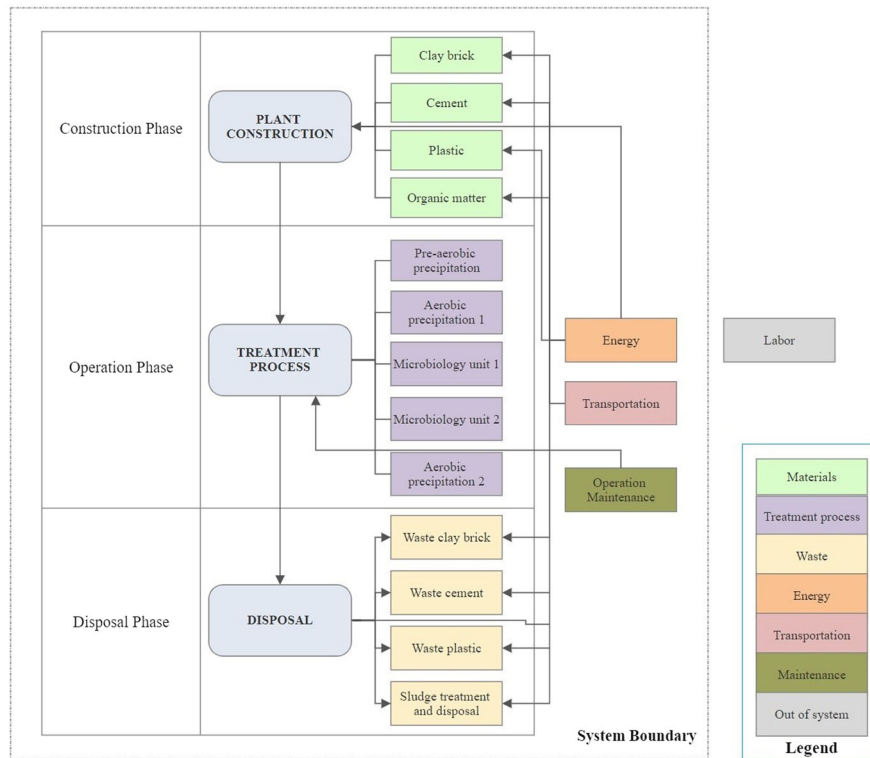 Construction Phase
PLANT
CONSTRUCTION
Clay brick
Cement
Plastic
Organic matter
Operation Phase
TREATMENT
PROCESS
Pre-aerobic
precipitation
Aerobic
precipitation 1
Microbiology unit 1
Microbiology unit 2
Aerobic
precipitation 2
Energy
Transportation
Operation
Maintenance
Labor
Disposal Phase
DISPOSAL
Waste clay brick
Waste cement
Waste plastic
Sludge treatment
and disposal
System Boundary
Materials
Treatment process
Waste
Energy
Transportation
Maintenance
Out of system
Legend